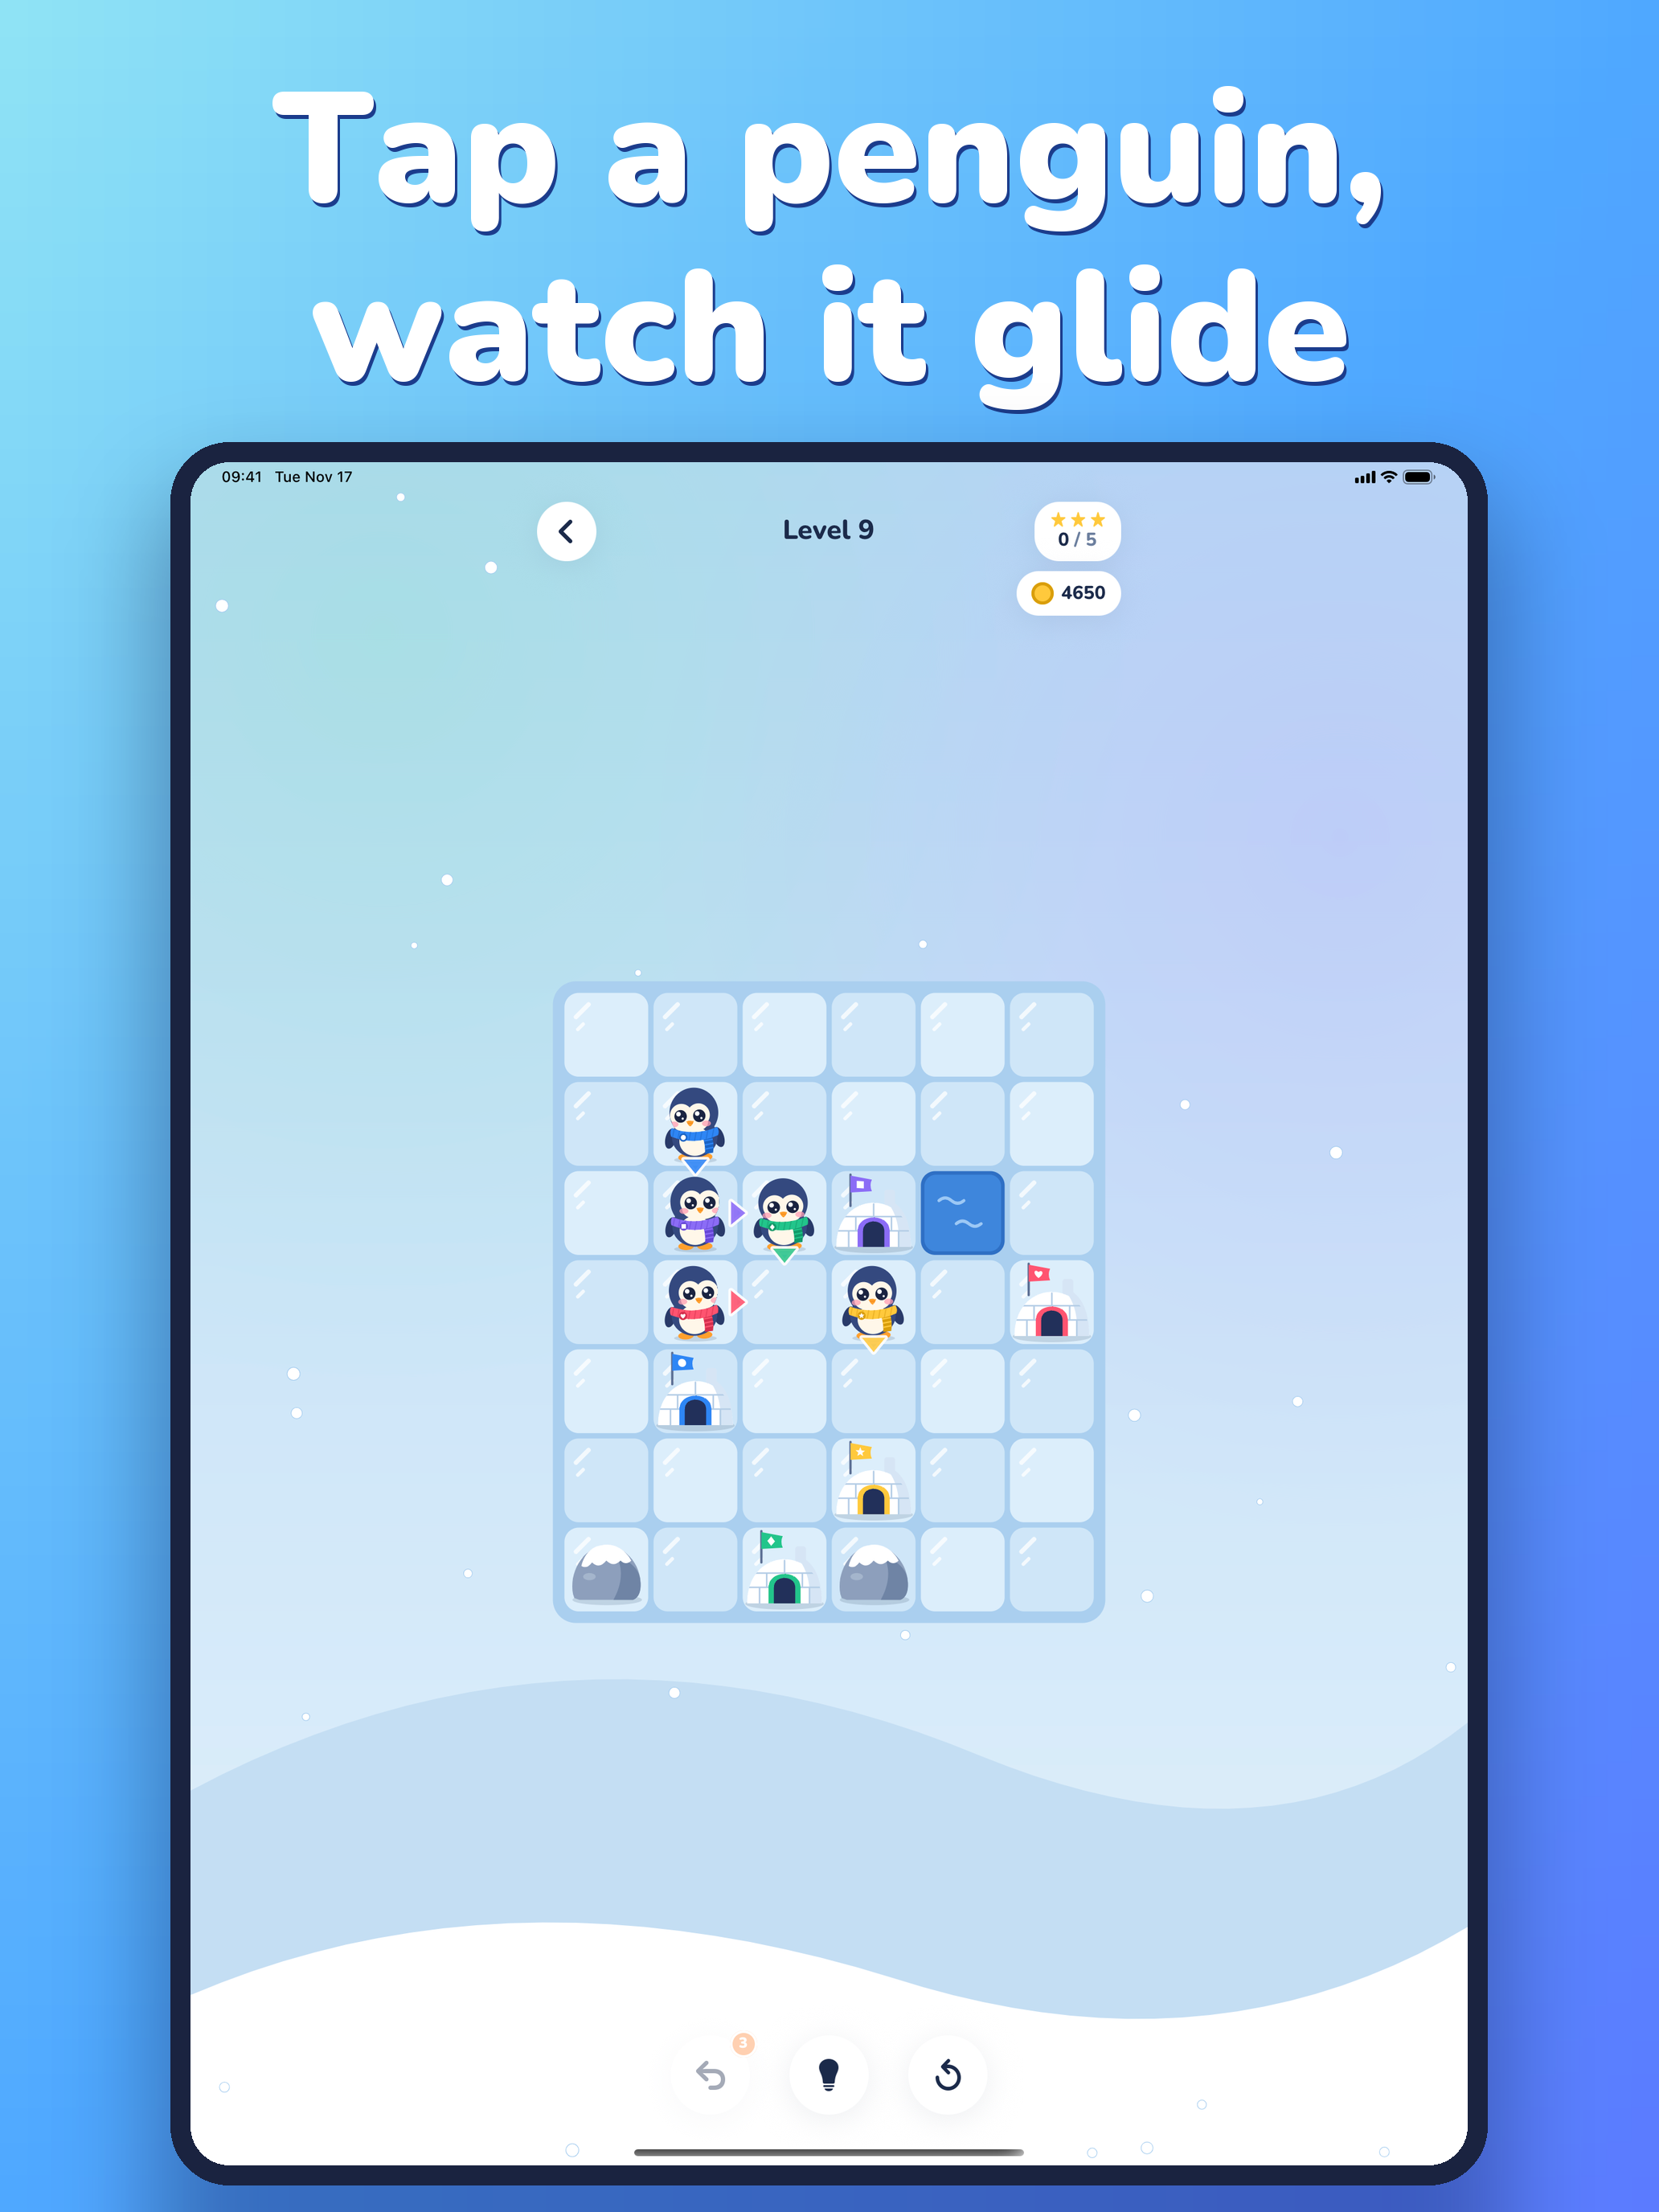 Tap a penguin,
watch it glide
09:41 Tue Nov 17
Level 9
0 / 5
4650
3